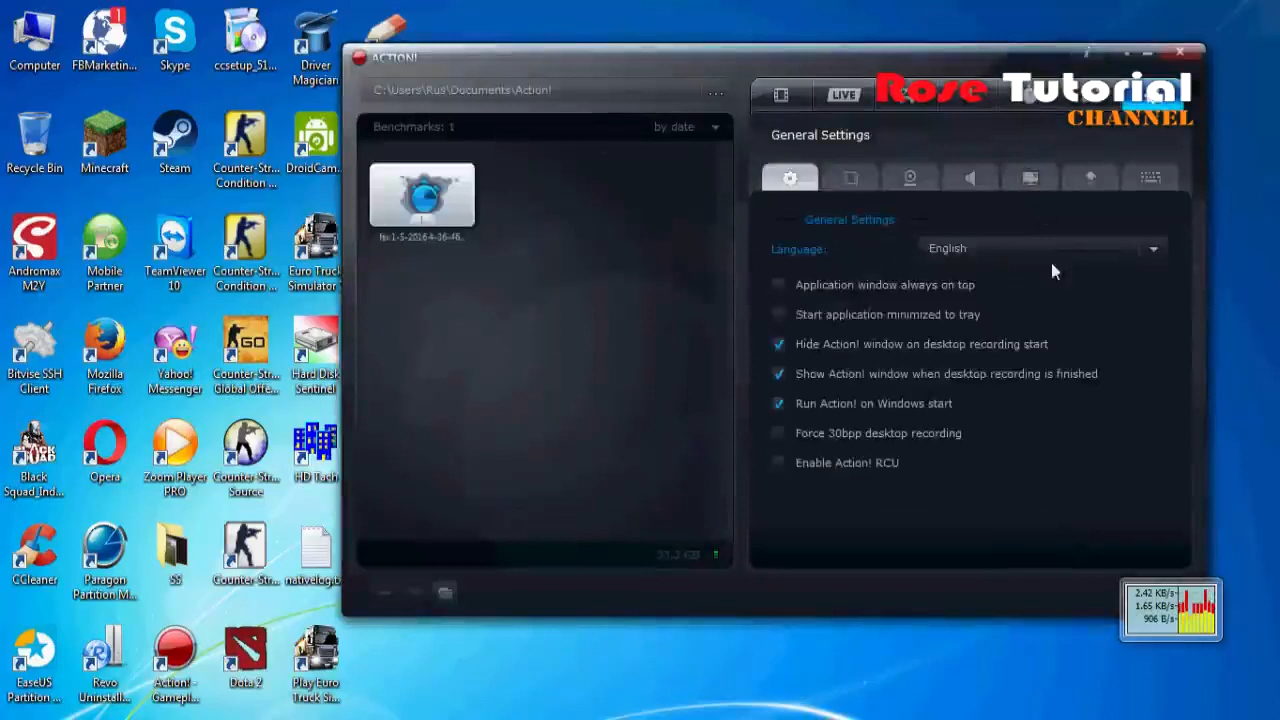 Computer
FBMarketin...
Skype
ccsetup_51...
Driver
Magician
Recycle Bin
Minecraft
Steam
Counter-Str...
Condition ...
DroidCam...
Andromax
M2Y
Mobile
Partner
TeamViewer
10
Counter-Str...
Condition ...
Euro Truck
Simulator
Bitvise SSH
Client
Mozilla
Firefox
Yahoo!
Messenger
Counter-Str...
Global Offe...
Hard Disk
Sentinel
Black
Squad_Ind...
Opera
Zoom Player
PRO
Counter-Str...
Source
HD Tach
CCleaner
Paragon
Partition M...
SS
Counter-Str...
nativelog.t
EaseUS
Partition ...
Revo
Uninstall...
Action! -
Gamepl...
Dota 2
Play Euro
Truck Si...
ACTION!
C:\Users\Rus\Documents\Action!
...
Benchmarks: 1
by date
LIVE
Rose Tutorial
CHANNEL
General Settings
General Settings
Language:
English
Application window always on top
Start application minimized to tray
Hide Action! window on desktop recording start
Show Action! window when desktop recording is finished
Run Action! on Windows start
Force 30bpp desktop recording
Enable Action! RCU
2.42 KB/s
1.65 KB/s
906 B/s